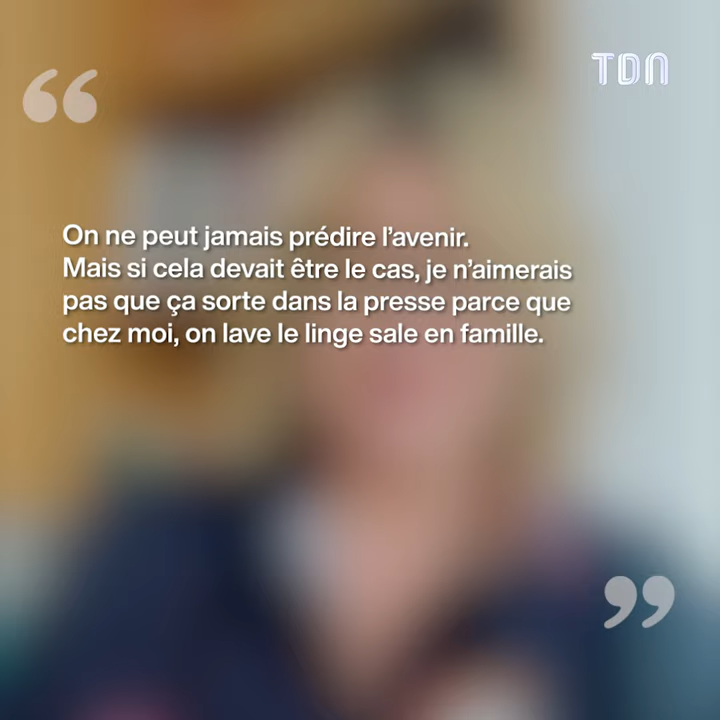 TDN
“
On ne peut jamais prédire l’avenir.
Mais si cela devait être le cas, je n’aimerais
pas que ça sorte dans la presse parce que
chez moi, on lave le linge sale en famille.
”